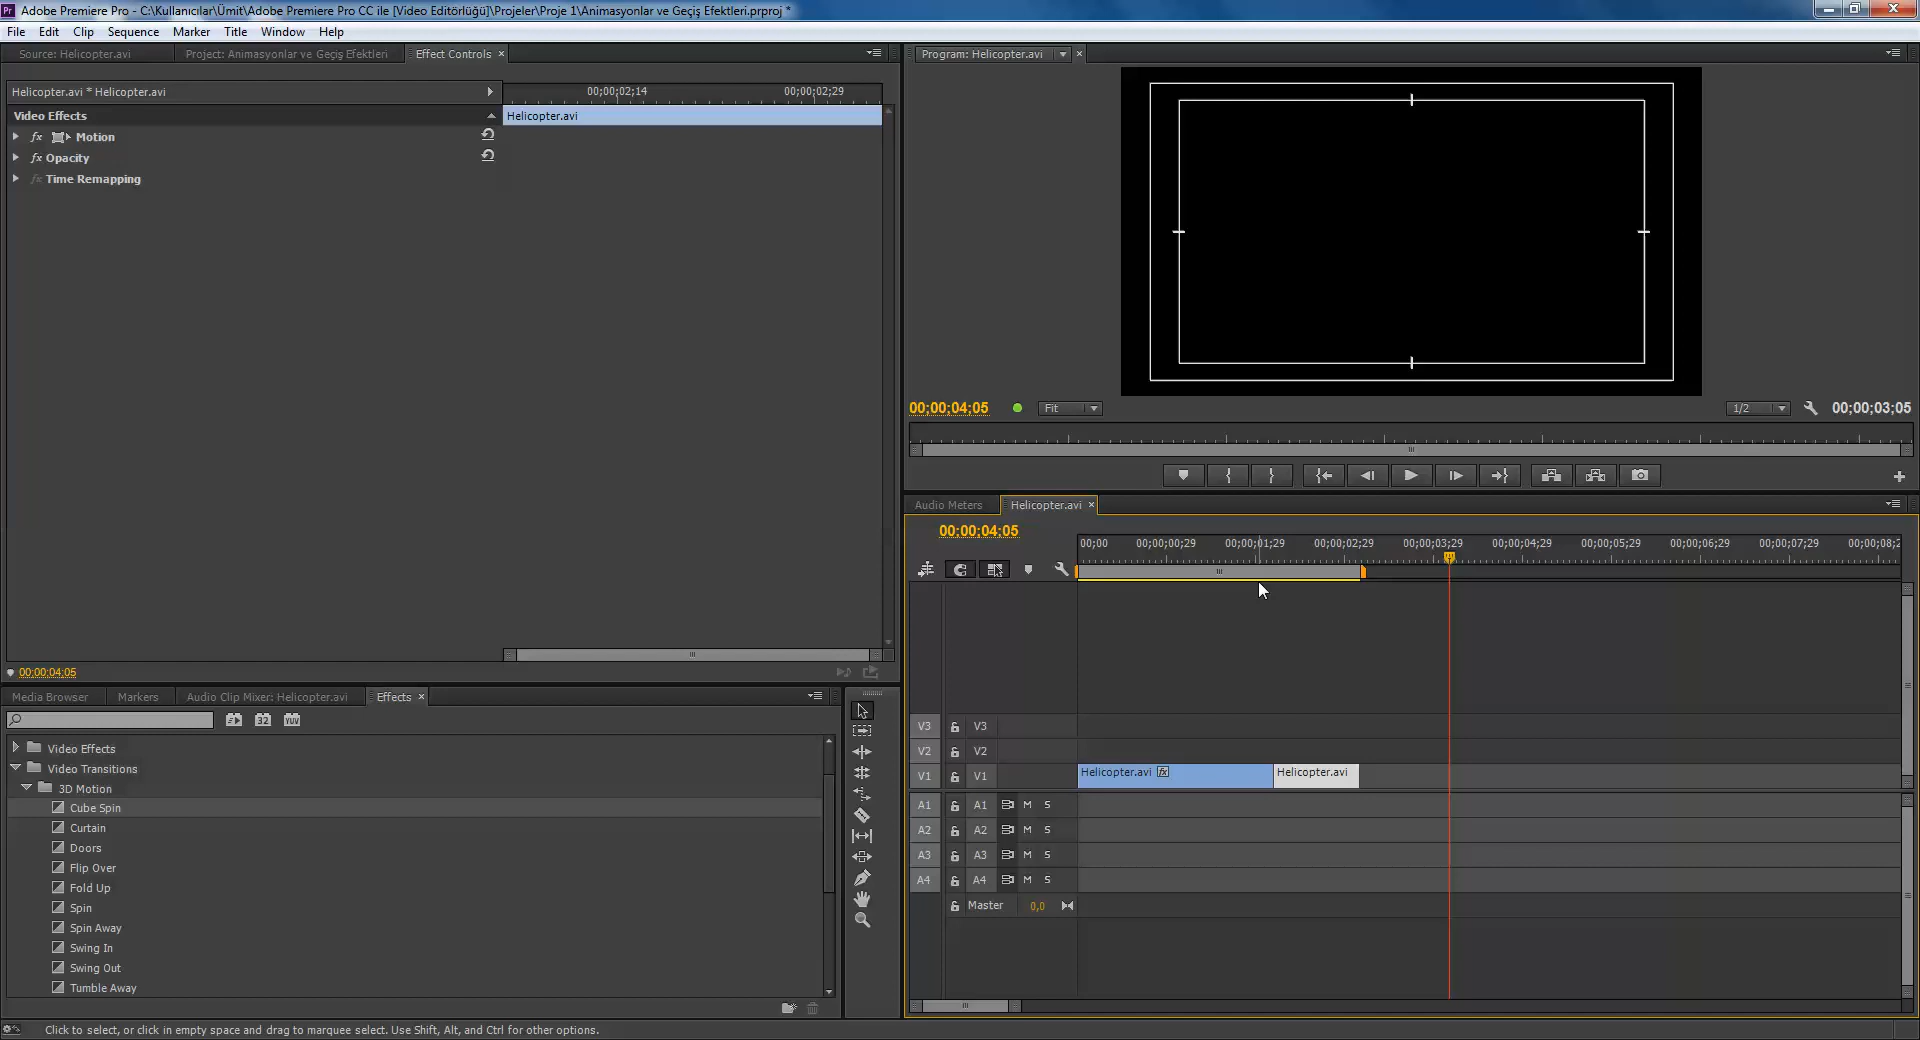 Adobe Premiere Pro - C:\Kullanıcılar\Ümit\Adobe Premiere Pro CC ile [Video Editörlüğü]\Projeler\Proje 1\Animasyonlar ve Geçiş Efektleri.prproj *
File Edit Clip Sequence Marker Title Window Help
Source: Helicopter.avi Project: Animasyonlar ve Geçiş Efektleri Effect Controls
Program: Helicopter.avi
Helicopter.avi * Helicopter.avi
00;00;02;14 00;00;02;29
Video Effects
Helicopter.avi
fx Motion
fx Opacity
fx Time Remapping
00;00;04;05 Fit 1/2 00;00;03;05
Audio Meters Helicopter.avi
00;00;04;05
00;00 00;00;00;29 00;00;01;29 00;00;02;29 00;00;03;29 00;00;04;29 00;00;05;29 00;00;06;29 00;00;07;29 00;00;08;2
00;00;04;05
Media Browser Markers Audio Clip Mixer: Helicopter.avi Effects
32 YUV
Video Effects
Video Transitions
3D Motion
Cube Spin
Curtain
Doors
Flip Over
Fold Up
Spin
Spin Away
Swing In
Swing Out
Tumble Away
V3 V3
V2 V2
V1 V1 Helicopter.avi fx Helicopter.avi
A1 A1 M S
A2 A2 M S
A3 A3 M S
A4 A4 M S
Master 0,0
Click to select, or click in empty space and drag to marquee select. Use Shift, Alt, and Ctrl for other options.